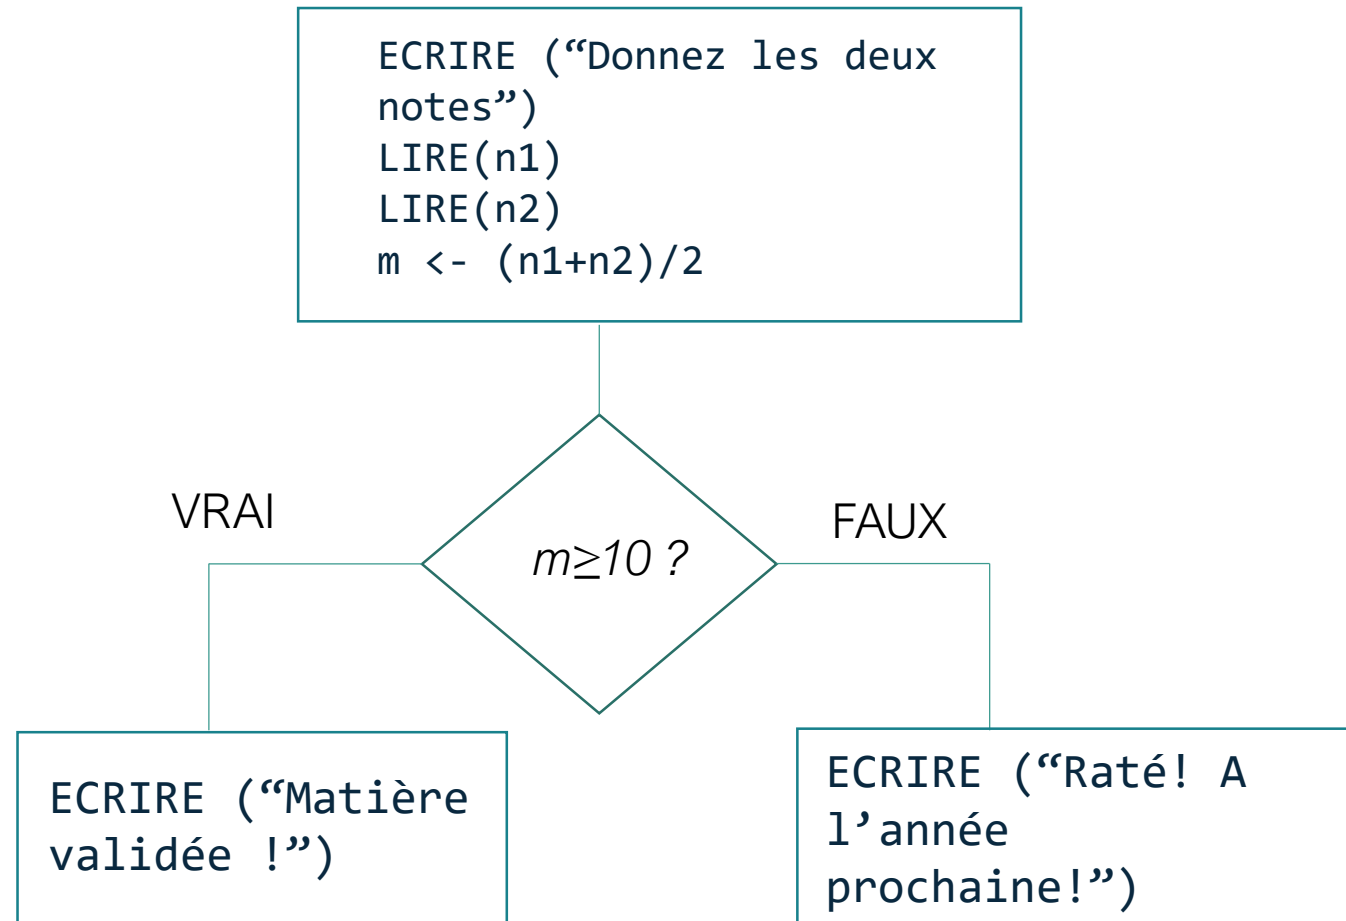 ECRIRE (“Donnez les deux
notes”)
LIRE(n1)
LIRE(n2)
m <- (n1+n2)/2
VRAI
FAUX
m≥10 ?
ECRIRE (“Matière
validée !”)
ECRIRE (“Raté! A
l’année
prochaine!”)